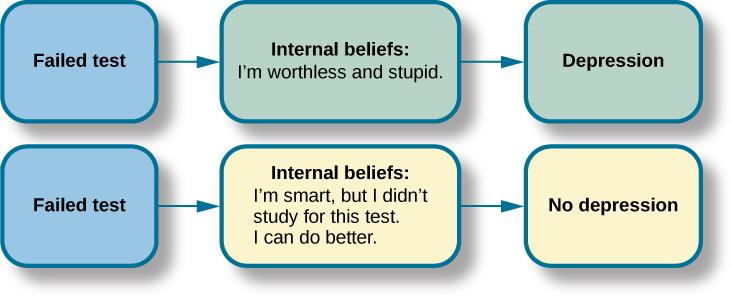 Failed test
Internal beliefs:
I'm worthless and stupid.
Depression
Failed test
Internal beliefs:
I'm smart, but I didn't
study for this test.
I can do better.
No depression